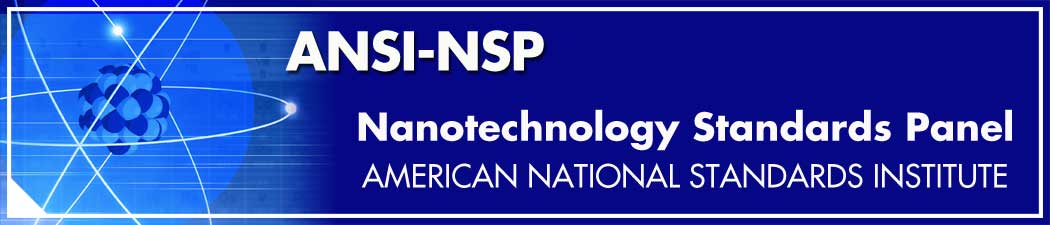 ANSI-NSP
Nanotechnology Standards Panel
AMERICAN NATIONAL STANDARDS INSTITUTE